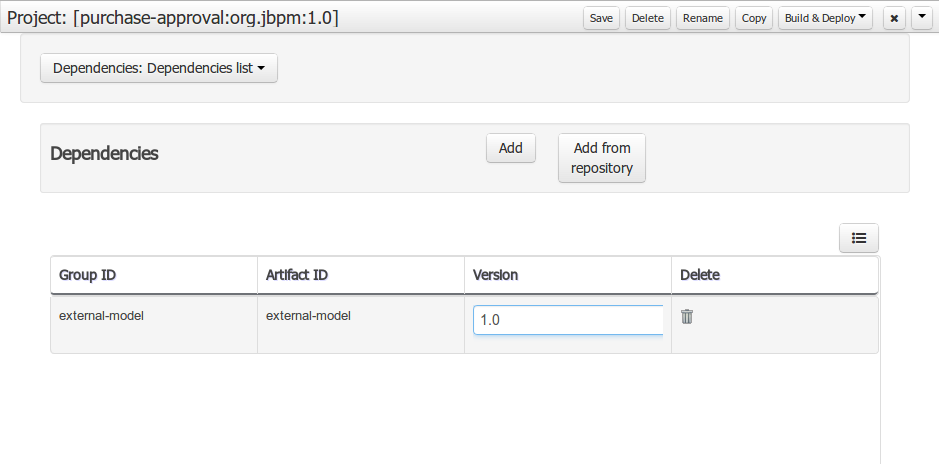 Project: [purchase-approval:org.jbpm:1.0] Save Delete Rename Copy Build & Deploy
Dependencies: Dependencies list
Dependencies Add Add from
repository
Group ID Artifact ID Version Delete
external-model external-model 1.0